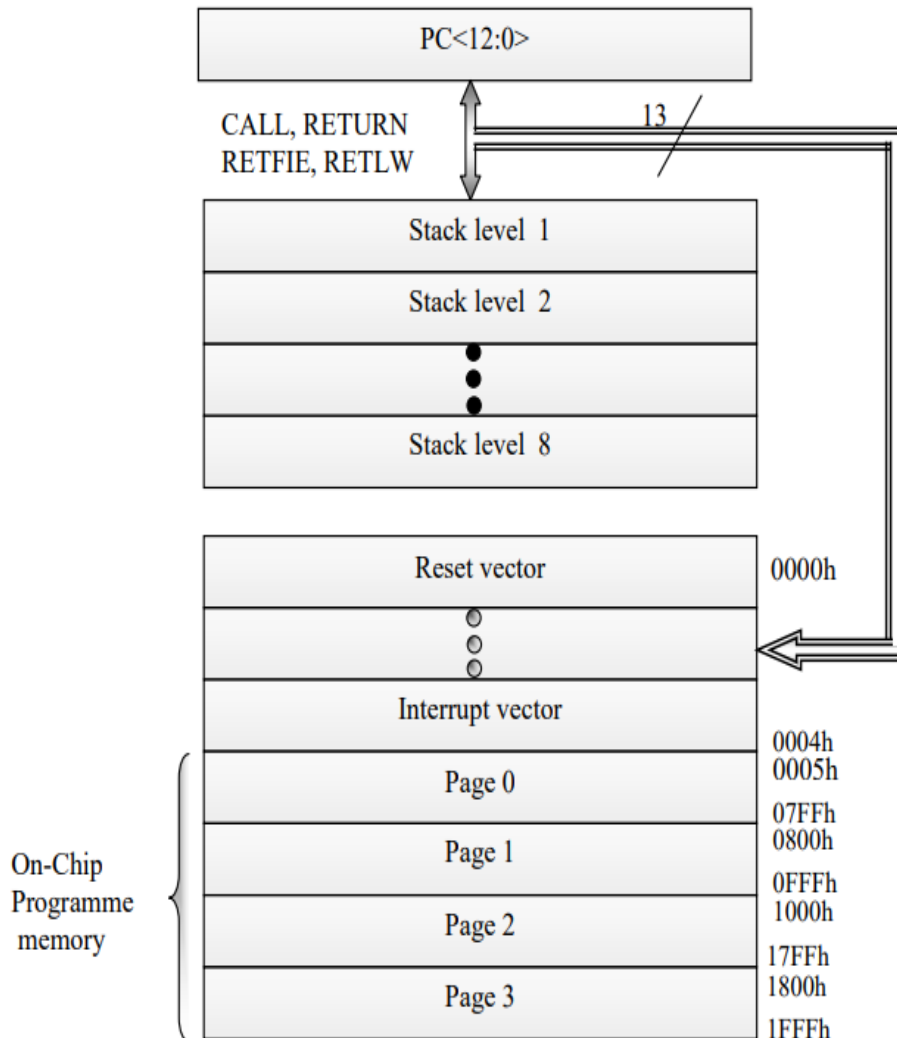 PC<12:0>
CALL, RETURN
RETFIE, RETLW
13
Stack level 1
Stack level 2
Stack level 8
Reset vector
0000h
Interrupt vector
0004h
0005h
Page 0
07FFh
0800h
Page 1
0FFFh
1000h
Page 2
17FFh
1800h
Page 3
1FFFh
On-Chip
Programme
memory